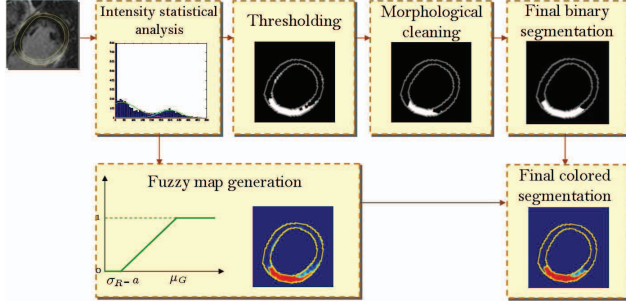 Intensity statistical
analysis
Thresholding
Morphological
cleaning
Final binary
segmentation
Fuzzy map generation
1
0
σR= a
μG
Final colored
segmentation